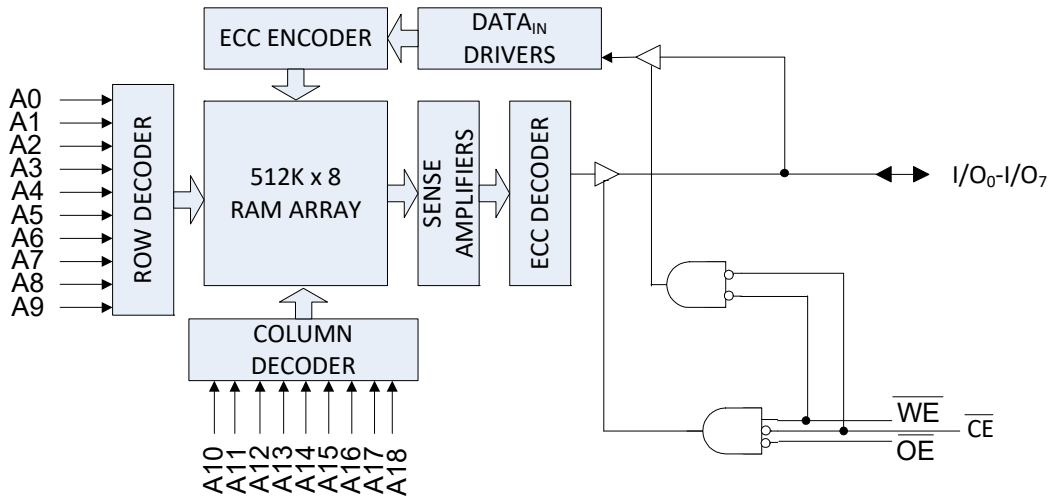 ECC ENCODER
DATAIN
DRIVERS
A0
A1
A2
A3
A4
A5
A6
A7
A8
A9
ROW DECODER
512K x 8
RAM ARRAY
SENSE
AMPLIFIERS
ECC DECODER
I/O0-I/O7
COLUMN
DECODER
A10
A11
A12
A13
A14
A15
A16
A17
A18
WE
CE
OE